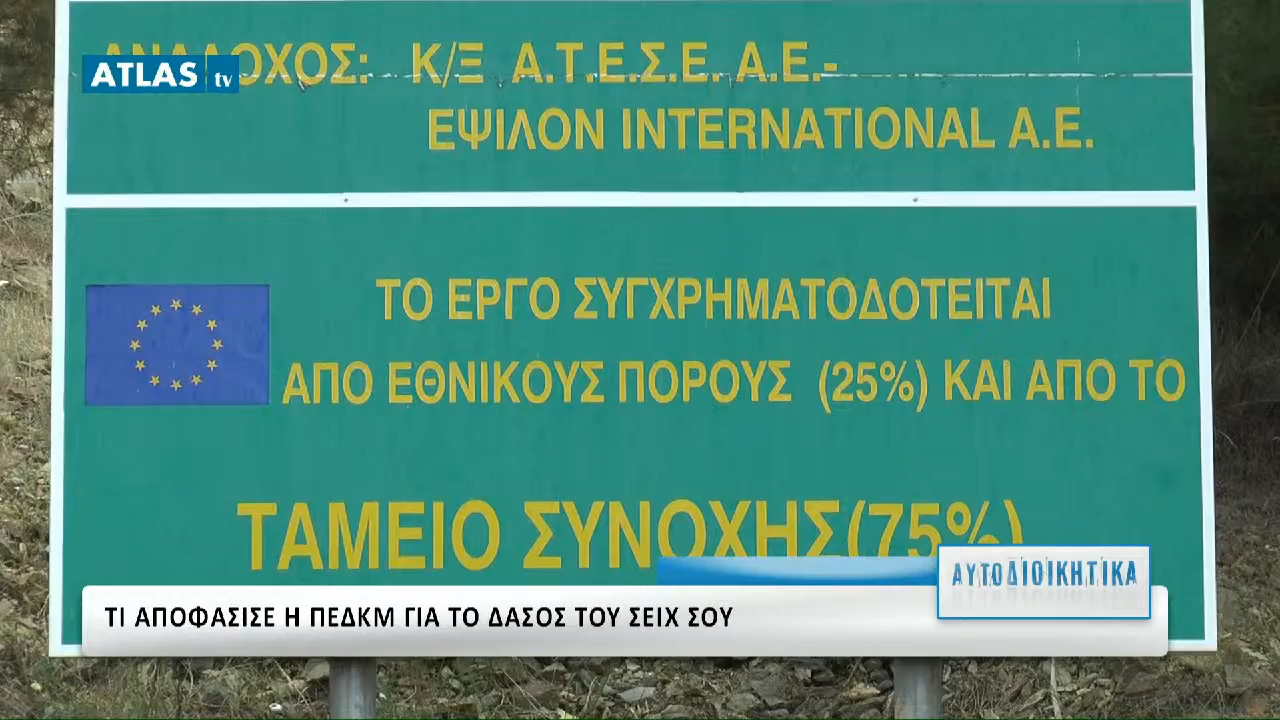 ATLAS tv
ΑΝΑΔΟΧΟΣ: Κ/Ξ Α.Τ.Ε.Σ.Ε. Α.Ε.-
ΕΨΙΛΟΝ INTERNATIONAL Α.Ε.
ΤΟ ΕΡΓΟ ΣΥΓΧΡΗΜΑΤΟΔΟΤΕΙΤΑΙ
ΑΠΟ ΕΘΝΙΚΟΥΣ ΠΟΡΟΥΣ (25%) ΚΑΙ ΑΠΟ ΤΟ
ΤΑΜΕΙΟ ΣΥΝΟΧΗΣ(75%)
ΑΥΤΟΔΙΟΙΚΗΤΙΚΑ
ΤΙ ΑΠΟΦΑΣΙΣΕ Η ΠΕΔΚΜ ΓΙΑ ΤΟ ΔΑΣΟΣ ΤΟΥ ΣΕΙΧ ΣΟΥ